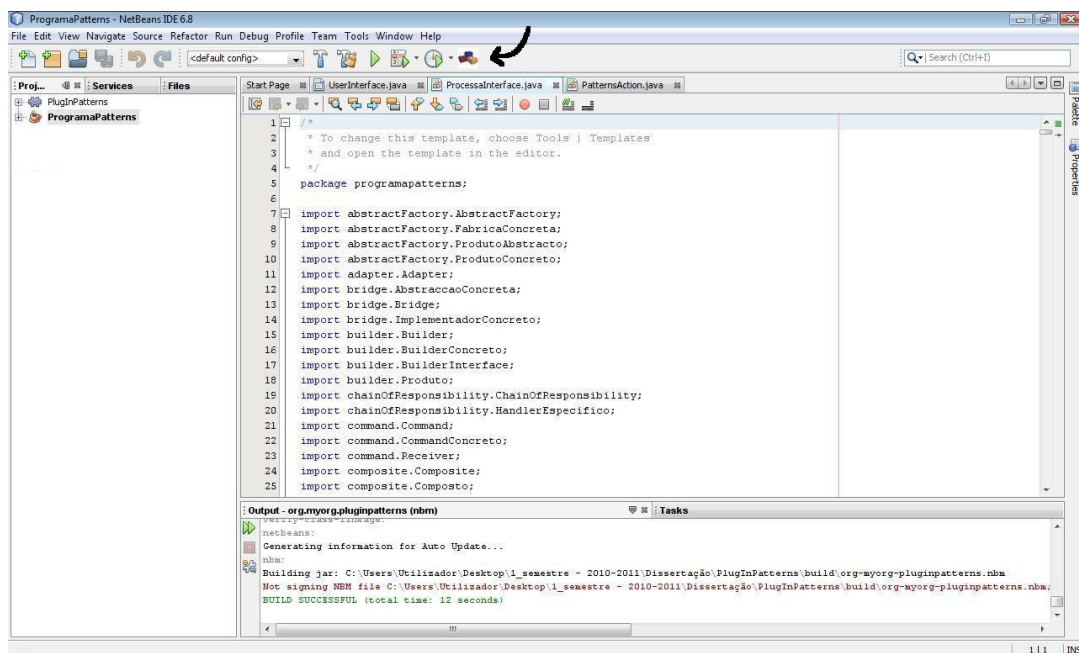 ProgramaPatterns - NetBeans IDE 6.8
File Edit View Navigate Source Refactor Run Debug Profile Team Tools Window Help
<default config>
Search (Ctrl+I)
Proj... Services Files
Start Page UserInterface.java ProcessaInterface.java PatternsAction.java
PlugInPatterns
ProgramaPatterns
Palette
Properties
1 /*
2 * To change this template, choose Tools | Templates
3 * and open the template in the editor.
4 */
5 package programapatterns;
6
7 import abstractFactory.AbstractFactory;
8 import abstractFactory.FabricaConcreta;
9 import abstractFactory.ProdutoAbstracto;
10 import abstractFactory.ProdutoConcreto;
11 import adapter.Adapter;
12 import bridge.AbstraccaoConcreta;
13 import bridge.Bridge;
14 import bridge.ImplementadorConcreto;
15 import builder.Builder;
16 import builder.BuilderConcreto;
17 import builder.BuilderInterface;
18 import builder.Produto;
19 import chainOfResponsibility.ChainOfResponsibility;
20 import chainOfResponsibility.HandlerEspecifico;
21 import command.Command;
22 import command.CommandConcreto;
23 import command.Receiver;
24 import composite.Composite;
25 import composite.Composto;
Output - org.myorg.pluginpatterns (nbm) Tasks
verify-class-linkage:
netbeans:
Generating information for Auto Update...
nbm:
Building jar: C:\Users\Utilizador\Desktop\1_semestre - 2010-2011\Dissertação\PlugInPatterns\build\org-myorg-pluginpatterns.nbm
Not signing NBM file C:\Users\Utilizador\Desktop\1_semestre - 2010-2011\Dissertação\PlugInPatterns\build\org-myorg-pluginpatterns.nbm;
BUILD SUCCESSFUL (total time: 12 seconds)
1|1 INS